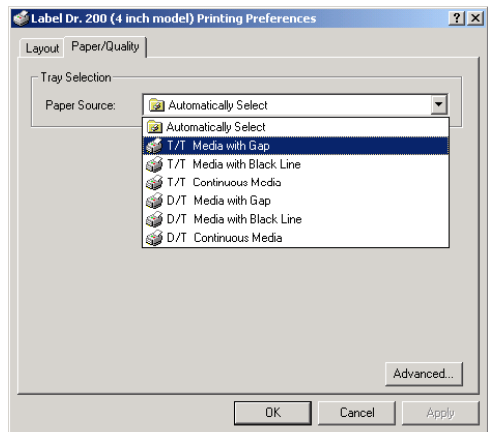 Label Dr. 200 (4 inch model) Printing Preferences
Layout Paper/Quality
Tray Selection
Paper Source: Automatically Select
Automatically Select
T/T Media with Gap
T/T Media with Black Line
T/T Continuous Media
D/T Media with Gap
D/T Media with Black Line
D/T Continuous Media
Advanced...
OK Cancel Apply